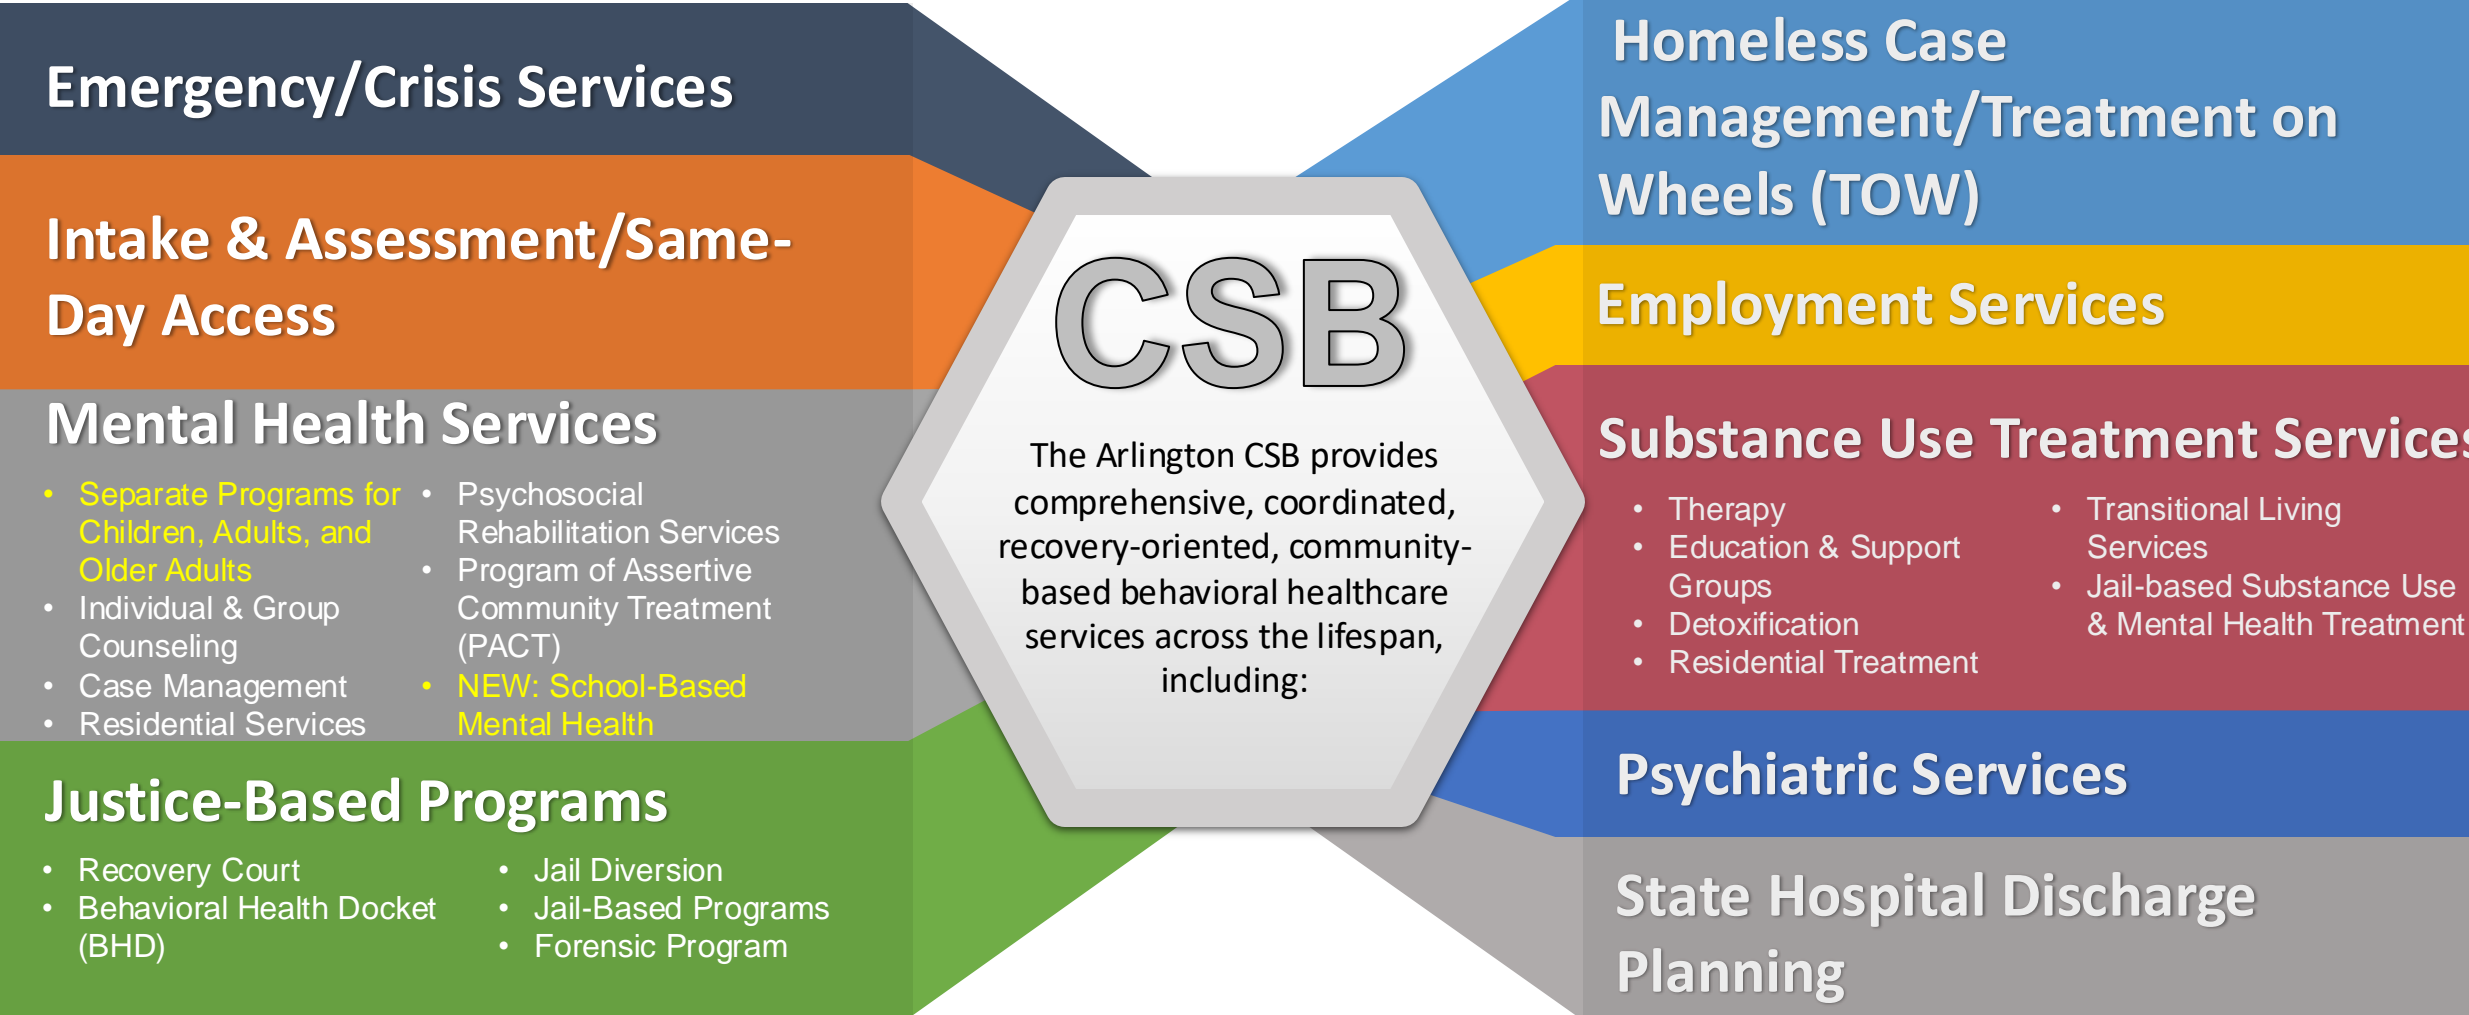 Emergency/Crisis Services
Intake & Assessment/Same-
Day Access
Mental Health Services
• Separate Programs for
Children, Adults, and
Older Adults
• Individual & Group
Counseling
• Case Management
• Residential Services
• Psychosocial
Rehabilitation Services
• Program of Assertive
Community Treatment
(PACT)
• NEW: School-Based
Mental Health
Justice-Based Programs
• Recovery Court
• Behavioral Health Docket
(BHD)
• Jail Diversion
• Jail-Based Programs
• Forensic Program
CSB
The Arlington CSB provides
comprehensive, coordinated,
recovery-oriented, community-
based behavioral healthcare
services across the lifespan,
including:
Homeless Case
Management/Treatment on
Wheels (TOW)
Employment Services
Substance Use Treatment Services
• Therapy
• Education & Support
Groups
• Detoxification
• Residential Treatment
• Transitional Living
Services
• Jail-based Substance Use
& Mental Health Treatment
Psychiatric Services
State Hospital Discharge
Planning